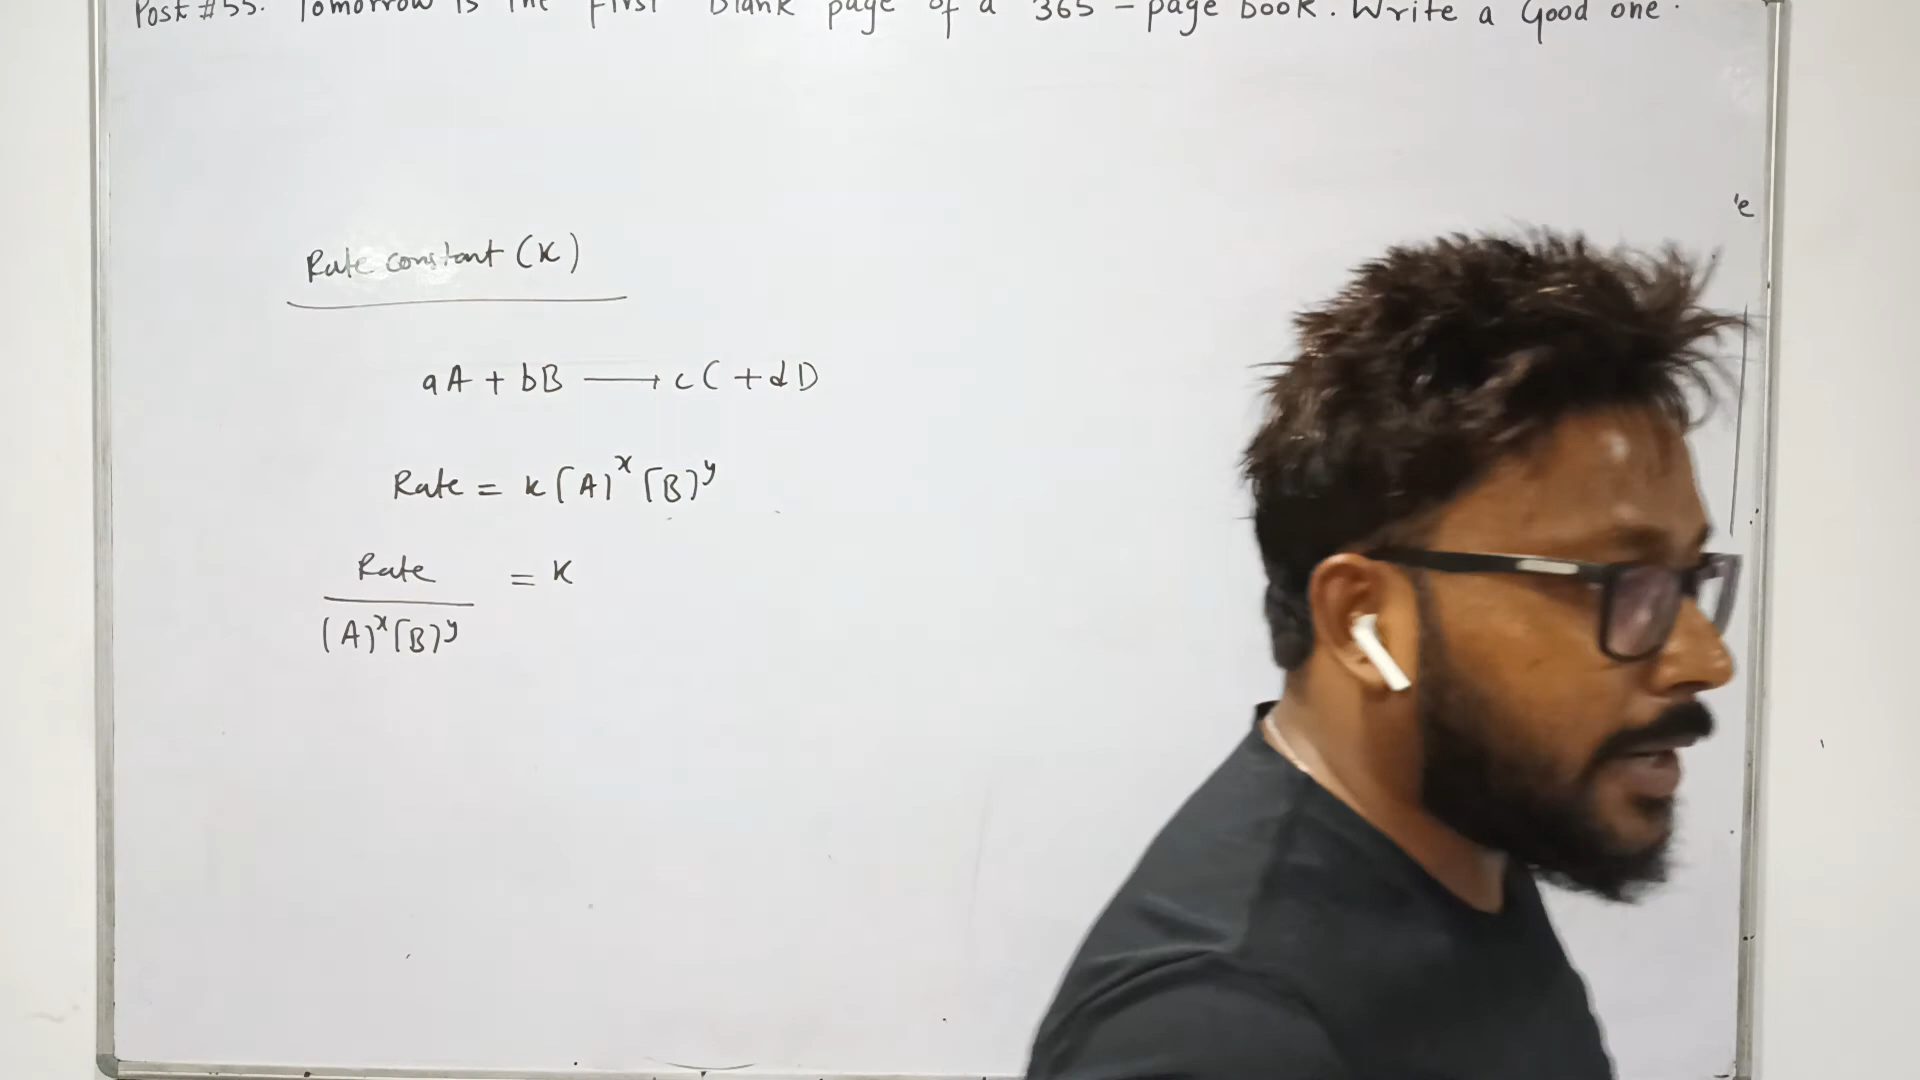 Post #55. Tomorrow is the first blank page of a 365 - page book. Write a Good one.
Rate constant (K)
aA + bB ⟶ cC + dD
Rate = K [A]^x [B]^y
Rate / [A]^x [B]^y = K